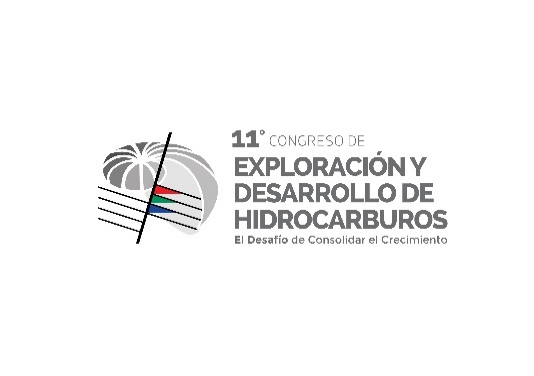 11° CONGRESO DE
EXPLORACIÓN Y
DESARROLLO DE
HIDROCARBUROS
El Desafío de Consolidar el Crecimiento